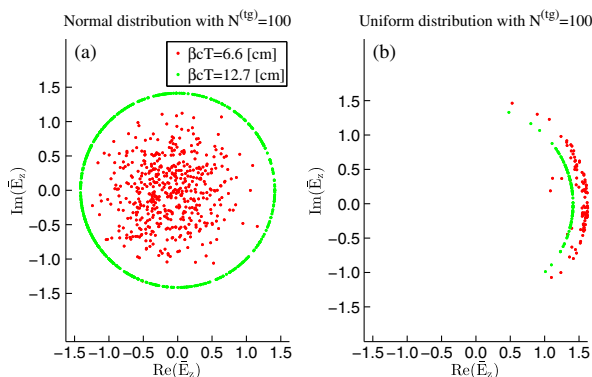 Normal distribution with N^(tg)=100
Uniform distribution with N^(tg)=100
(a)
βcT=6.6 [cm]
βcT=12.7 [cm]
(b)
1.5
1.0
0.5
0.0
−0.5
−1.0
−1.5
Im(Ēz)
−1.5 −1.0 −0.5 0.0 0.5 1.0 1.5
Re(Ēz)
1.5
1.0
0.5
0.0
−0.5
−1.0
−1.5
Im(Ēz)
−1.5 −1.0 −0.5 0.0 0.5 1.0 1.5
Re(Ēz)